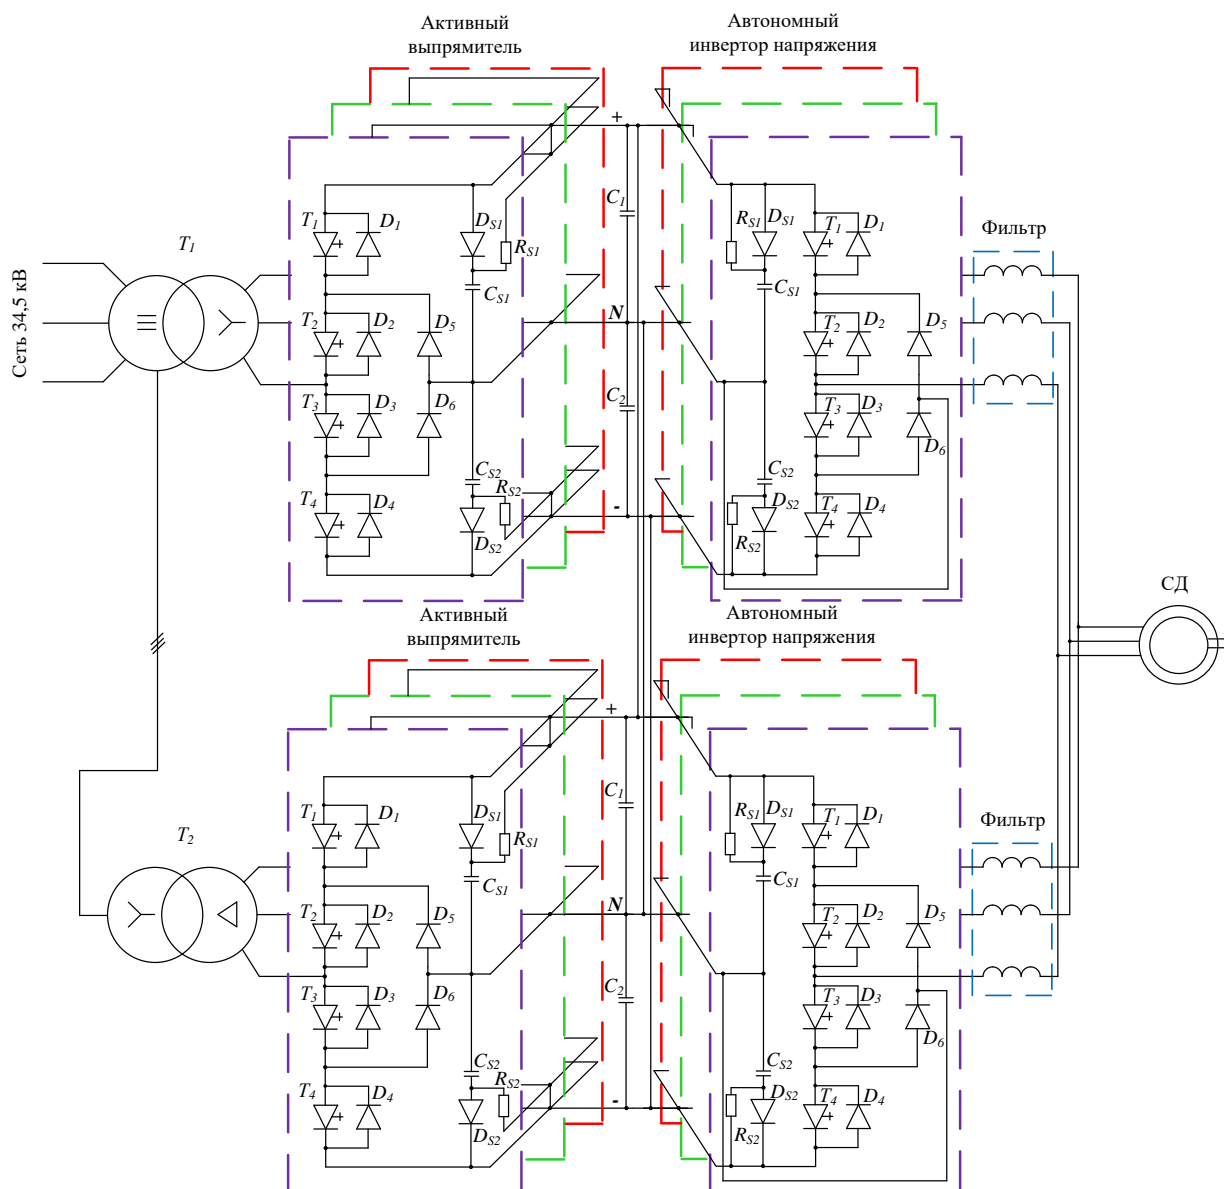 Активный
выпрямитель
Автономный
инвертор напряжения
+
T1
D1
DS1
RS1
C1
RS1
DS1
T1
D1
Фильтр
T1
Сеть 34,5 кВ
CS1
CS1
N
T2
D2
D5
T2
D2
D5
T3
D3
D6
C2
T3
D3
D6
CS2
RS2
CS2
T4
D4
DS2
-
DS2
RS2
T4
D4
СД
Активный
выпрямитель
Автономный
инвертор напряжения
+
T1
D1
DS1
RS1
C1
RS1
DS1
T1
D1
Фильтр
T2
CS1
CS1
N
T2
D2
D5
T2
D2
D5
T3
D3
D6
C2
T3
D3
D6
CS2
RS2
CS2
T4
D4
DS2
-
DS2
RS2
T4
D4